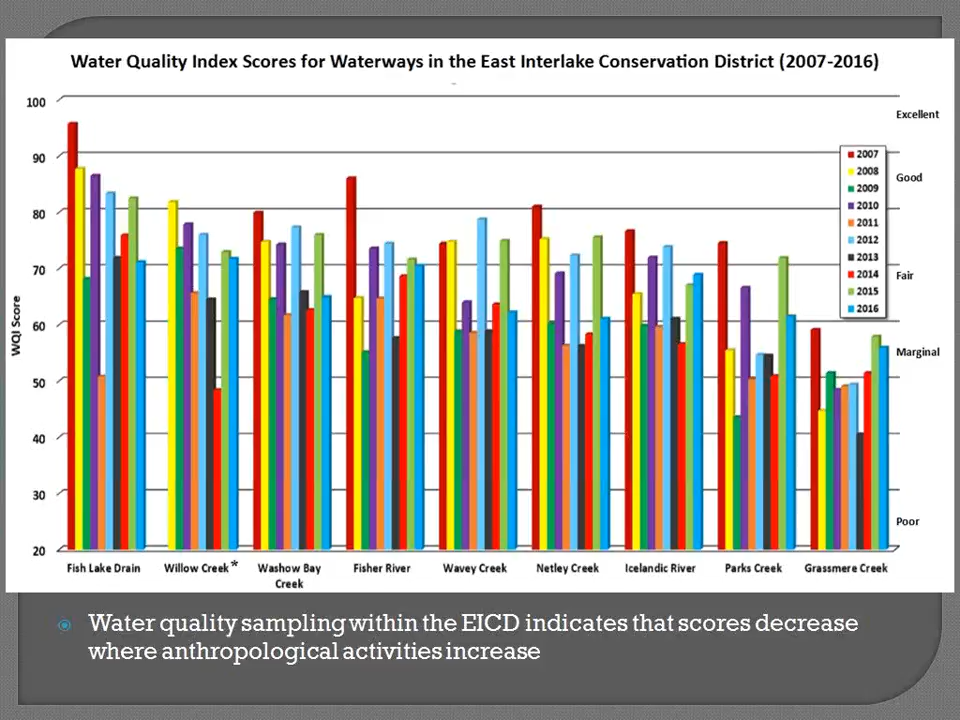 Water Quality Index Scores for Waterways in the East Interlake Conservation District (2007-2016)
100
90
80
70
60
50
40
30
20
WQI Score
Excellent
Good
Fair
Marginal
Poor
2007
2008
2009
2010
2011
2012
2013
2014
2015
2016
Fish Lake Drain
Willow Creek *
Washow Bay
Creek
Fisher River
Wavey Creek
Netley Creek
Icelandic River
Parks Creek
Grassmere Creek
Water quality sampling within the EICD indicates that scores decrease
where anthropological activities increase